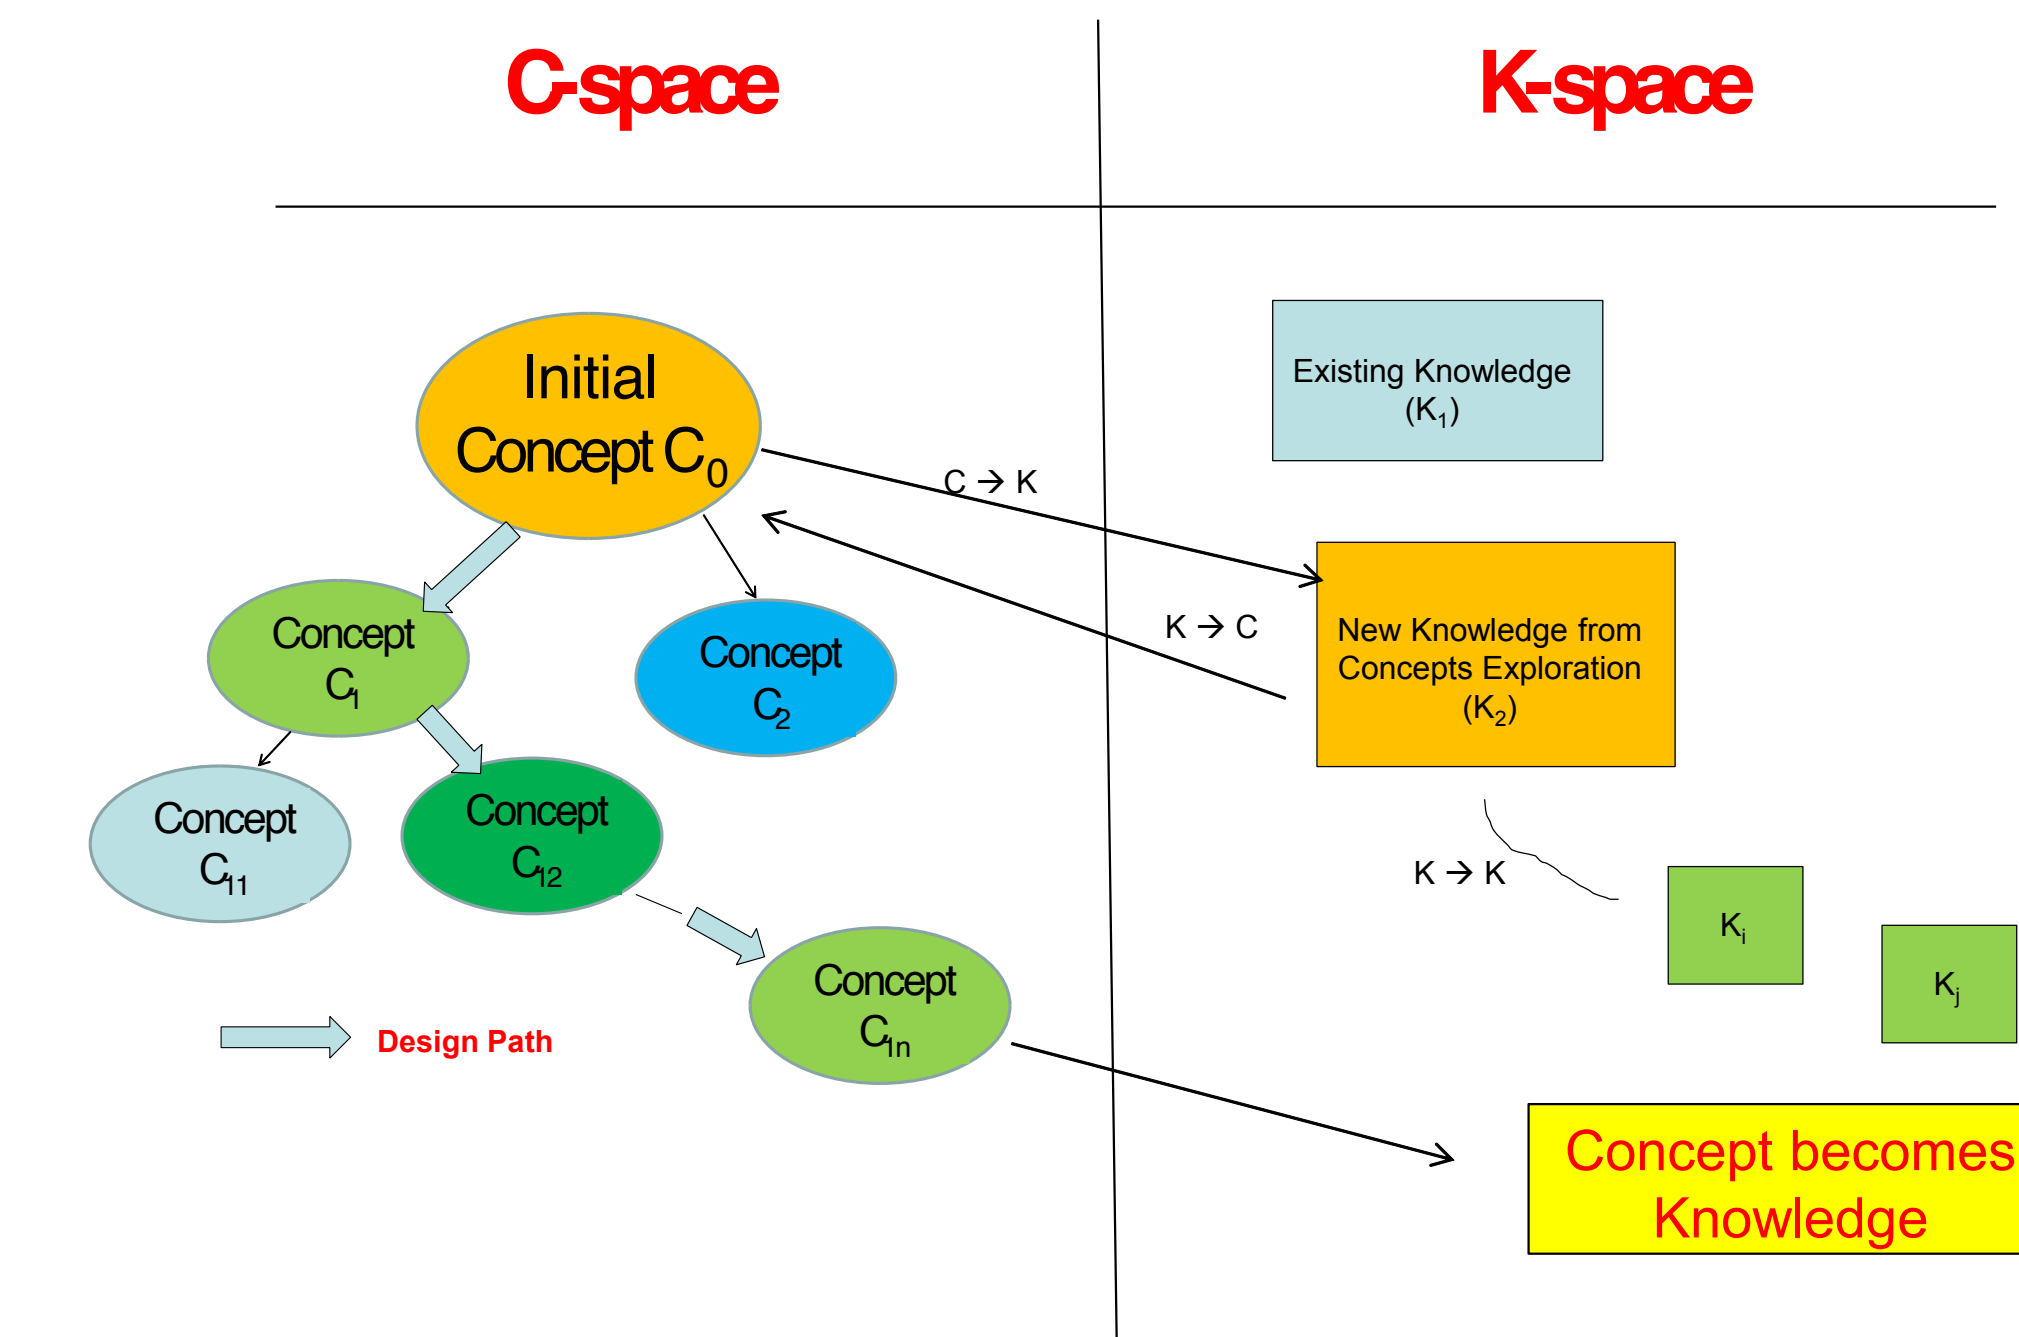 C-space
K-space
Initial
Concept C₀
C → K
Existing Knowledge
(K₁)
K → C
New Knowledge from
Concepts Exploration
(K₂)
Concept
C₁
Concept
C₂
Concept
C₁₁
Concept
C₁₂
K → K
Kᵢ
Kⱼ
Concept
C₁ₙ
Design Path
Concept becomes
Knowledge